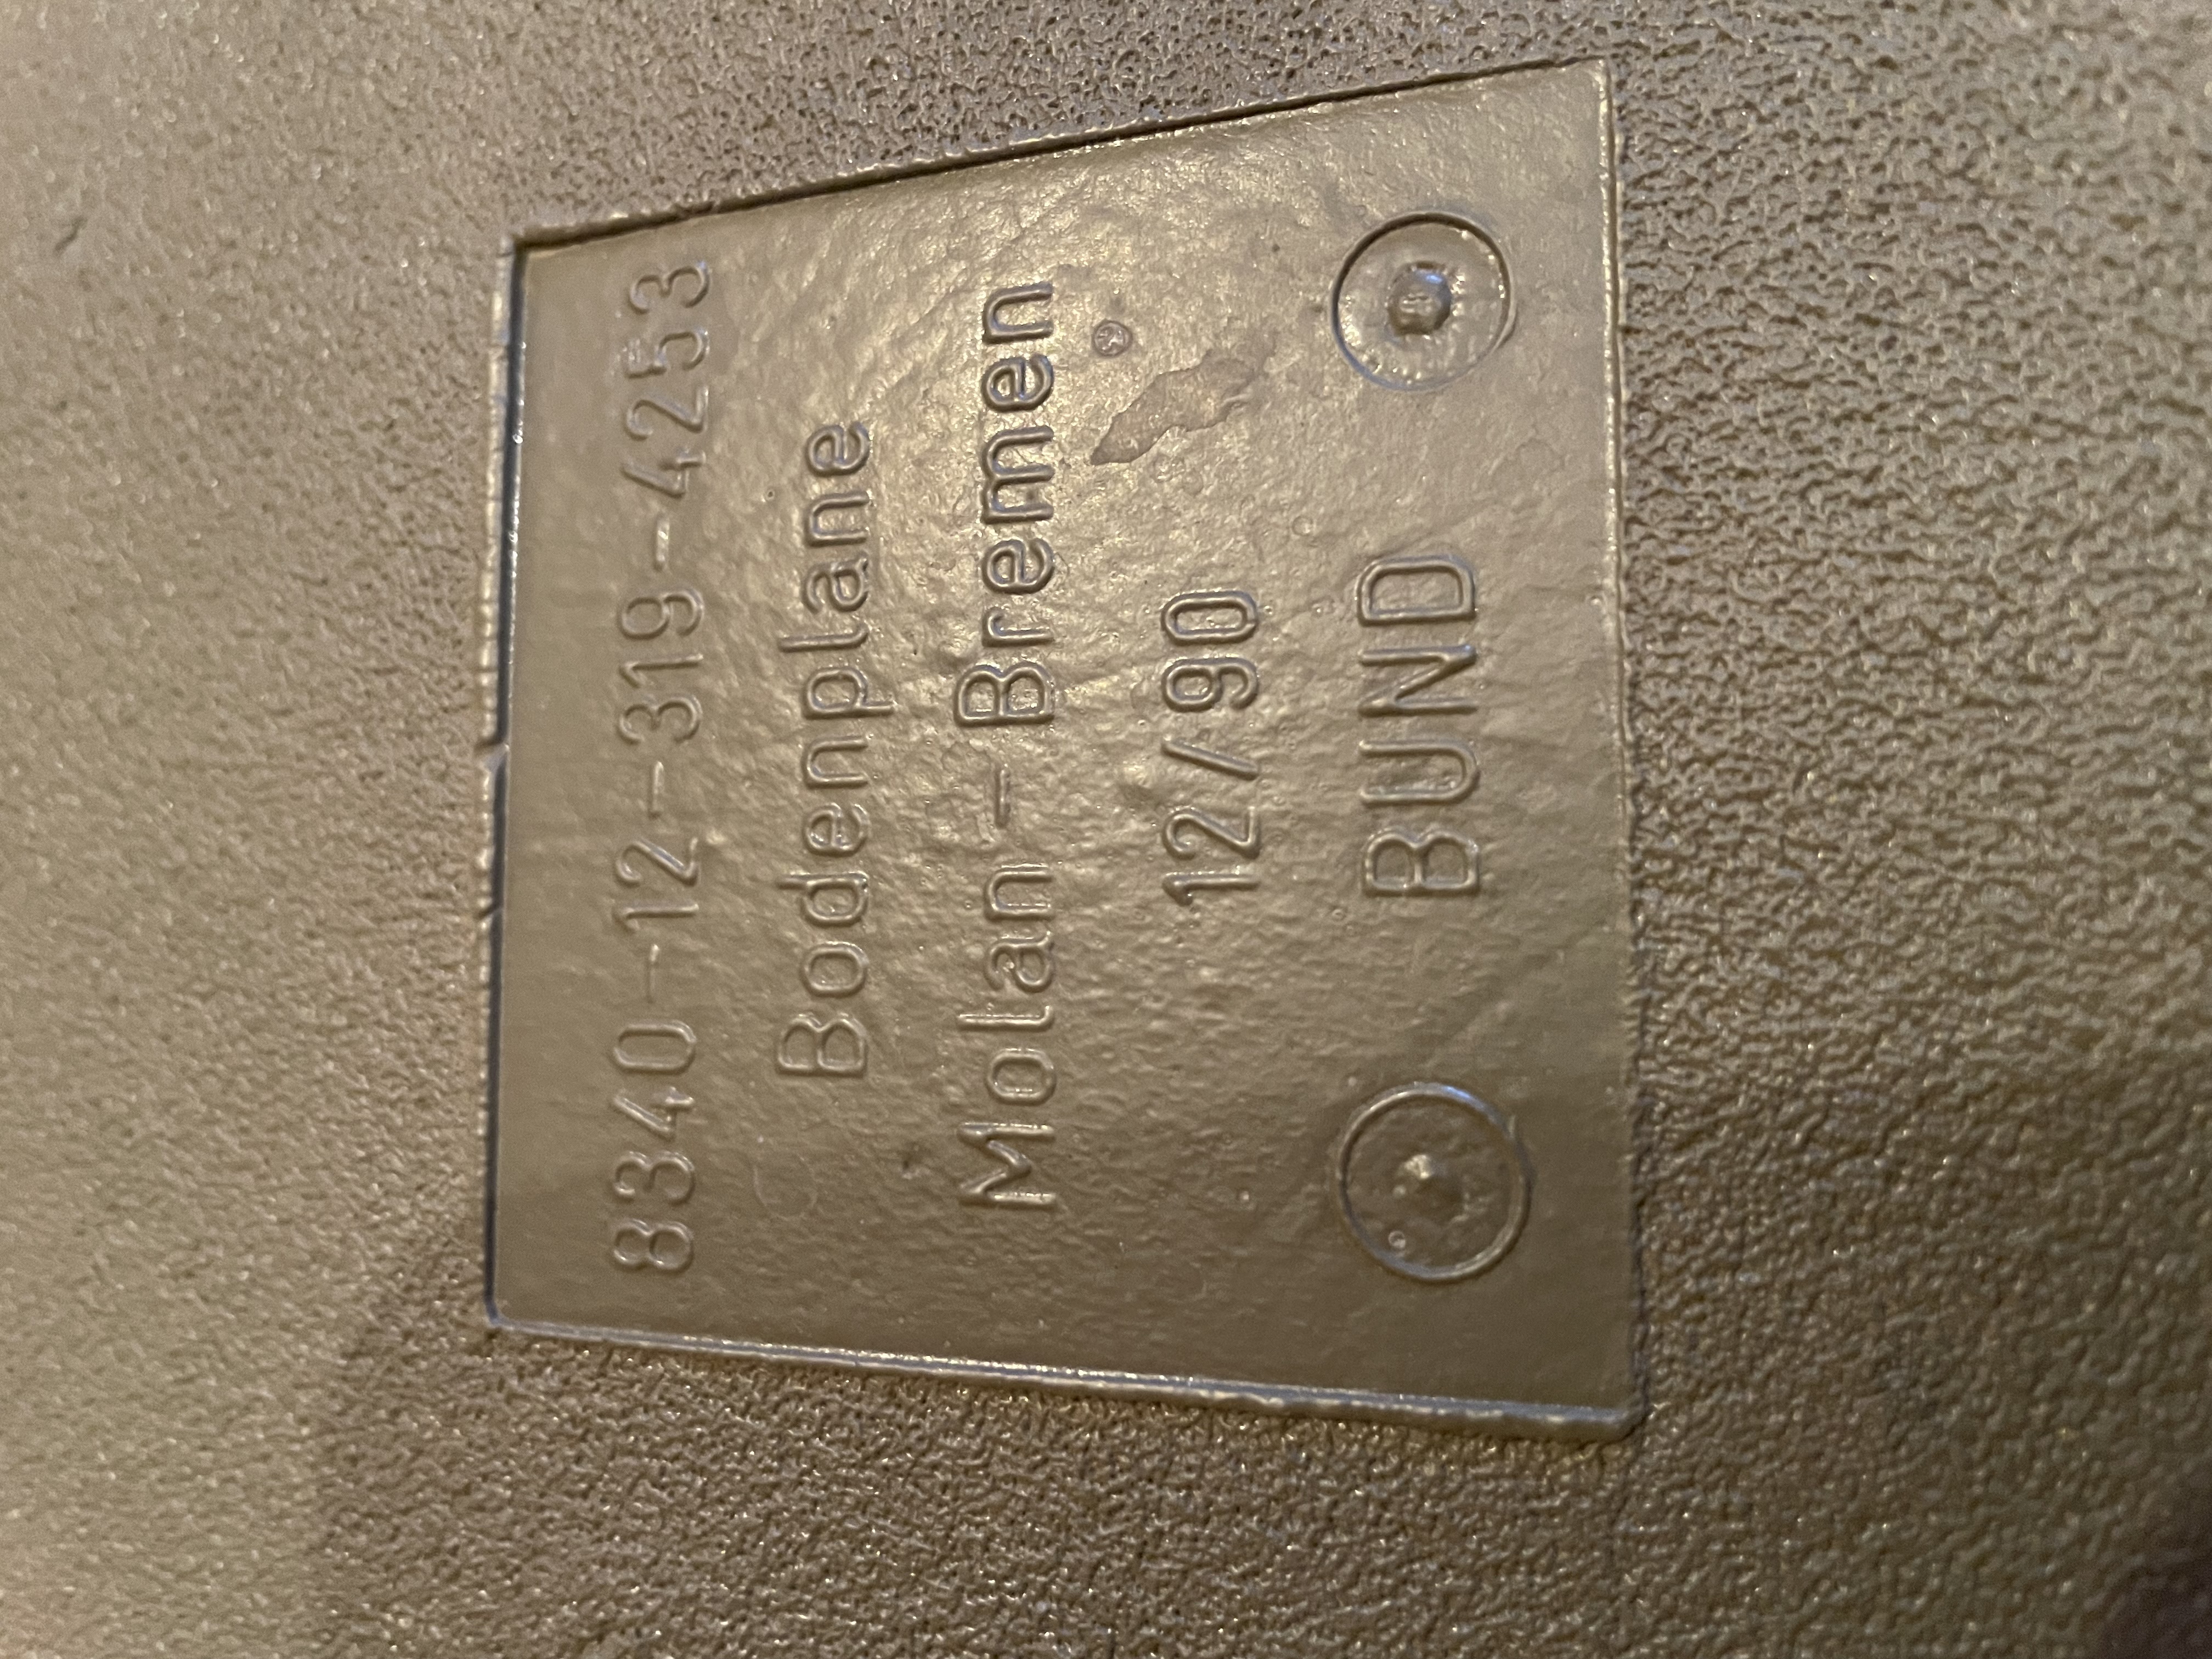 8340-12-319-4253
Bodenplane
Molan - Bremen
12/90
BUND